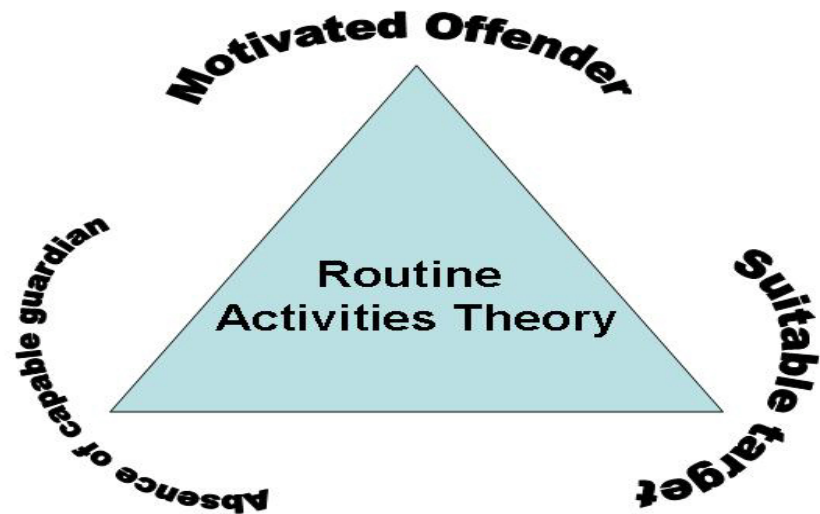 Motivated Offender
Absence of capable guardian
Suitable target
Routine
Activities Theory